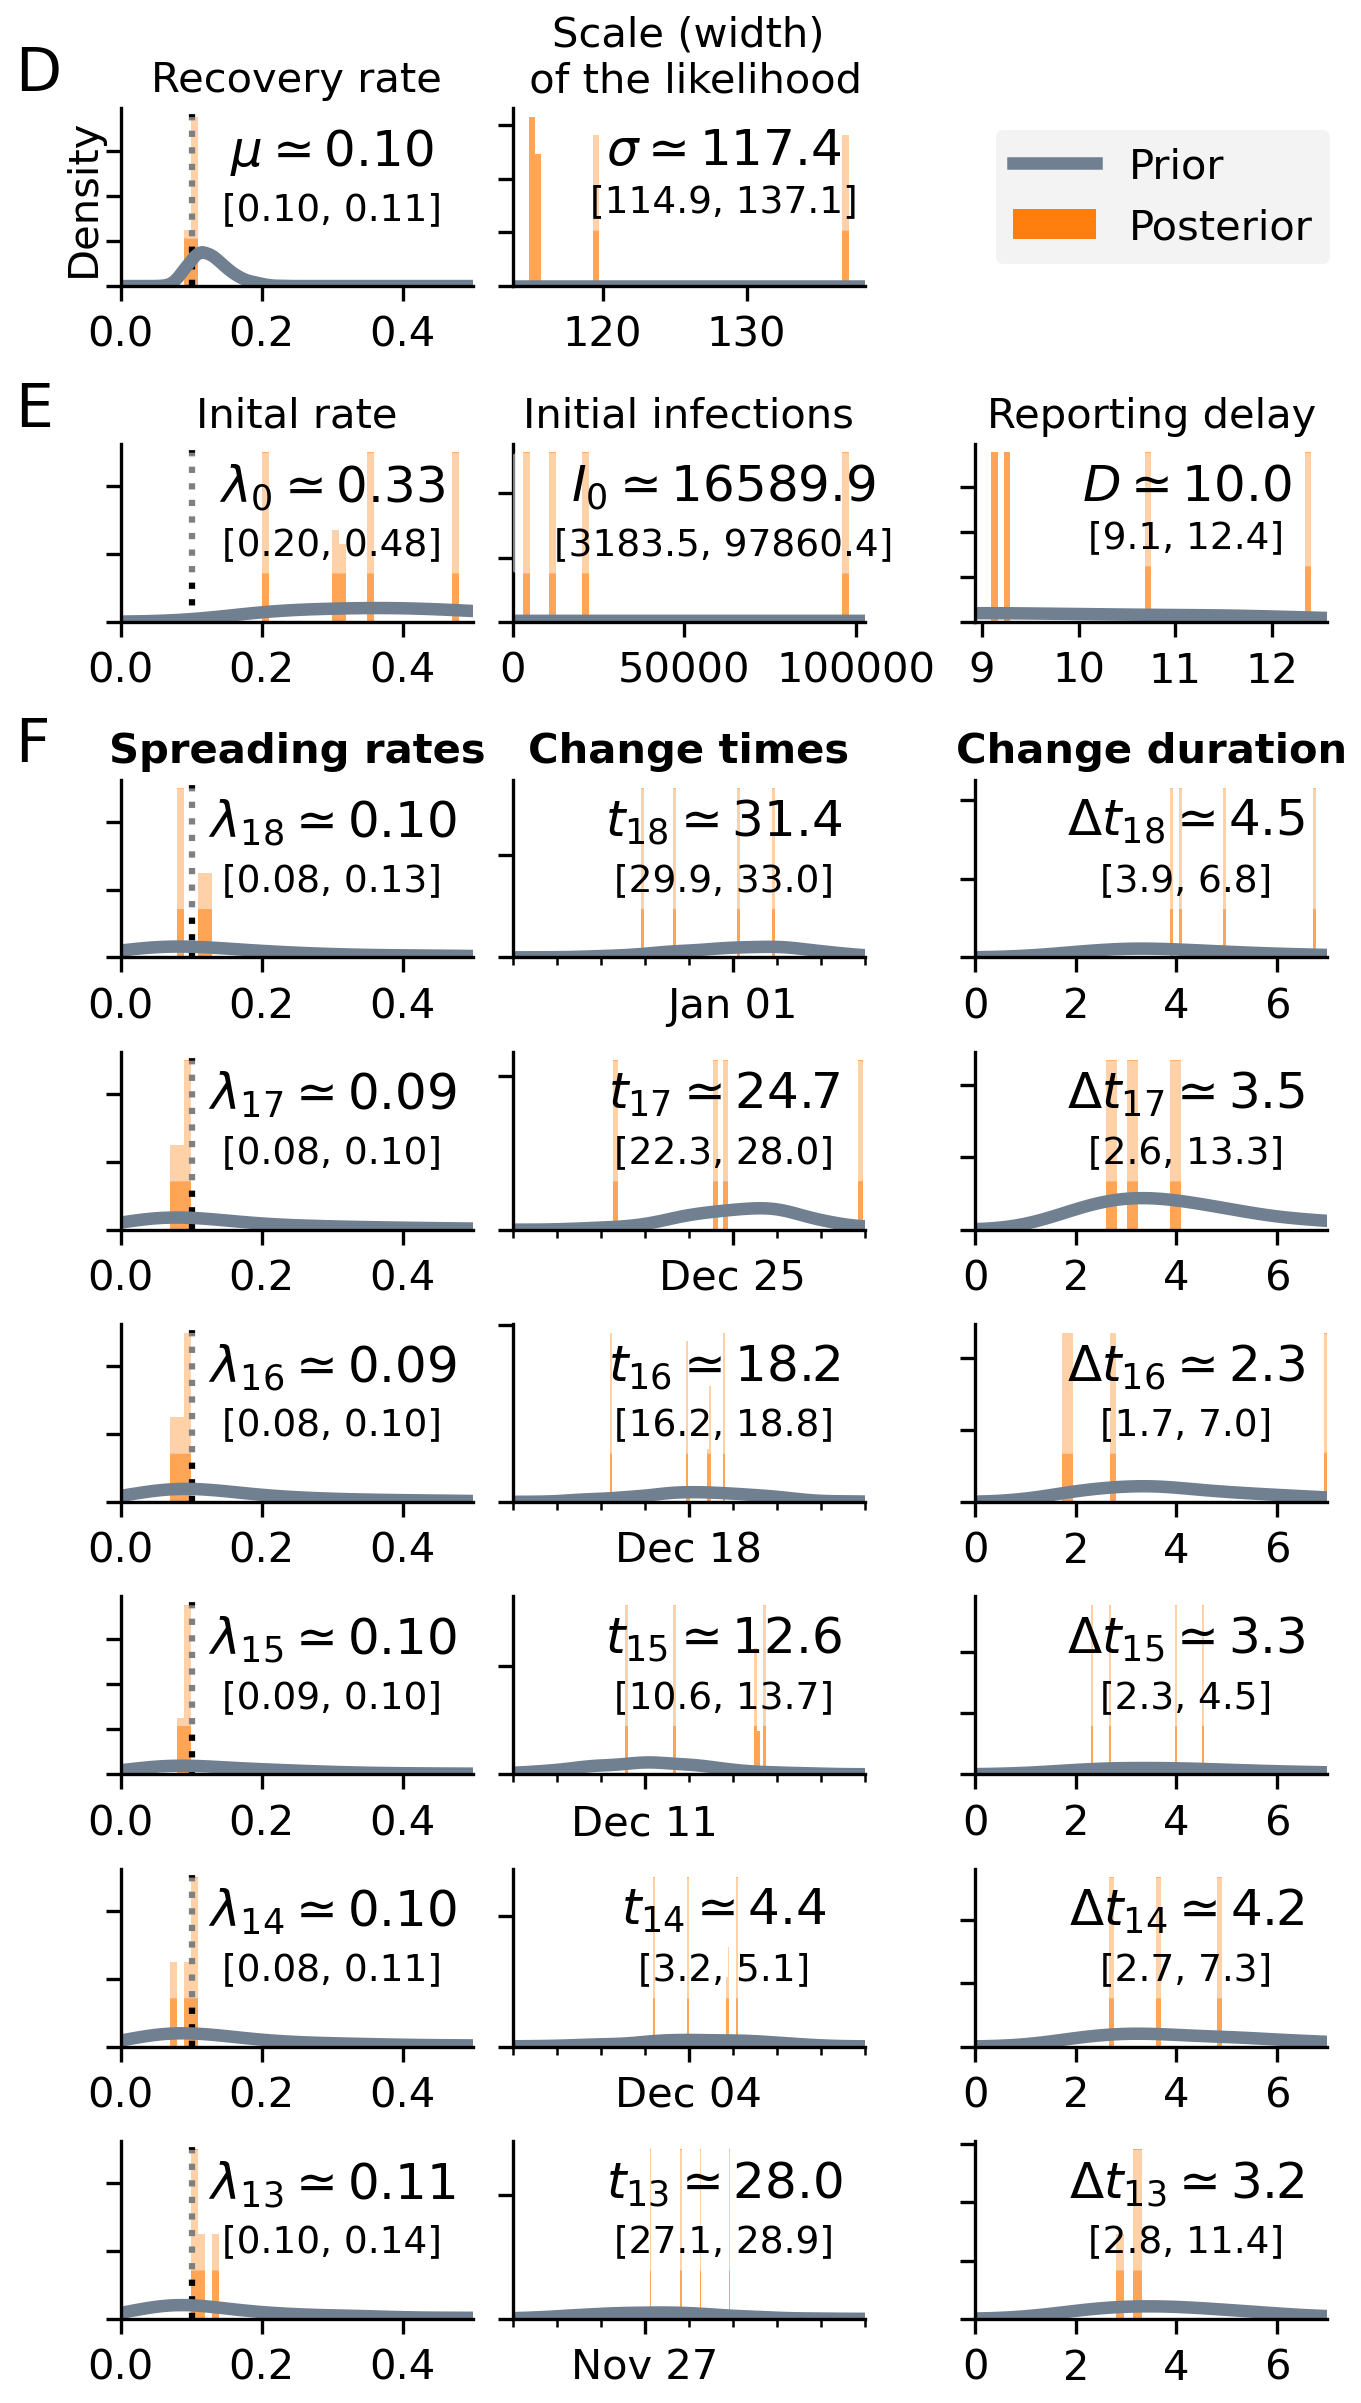 D
Recovery rate
Scale (width)
of the likelihood
Density
μ ≃ 0.10
[0.10, 0.11]
0.0 0.2 0.4
σ ≃ 117.4
[114.9, 137.1]
120 130
Prior
Posterior
E
Inital rate
λ₀ ≃ 0.33
[0.20, 0.48]
0.0 0.2 0.4
Initial infections
I₀ ≃ 16589.9
[3183.5, 97860.4]
0 50000 100000
Reporting delay
D ≃ 10.0
[9.1, 12.4]
9 10 11 12
F
Spreading rates
Change times
Change duration
λ₁₈ ≃ 0.10
[0.08, 0.13]
0.0 0.2 0.4
t₁₈ ≃ 31.4
[29.9, 33.0]
Jan 01
Δt₁₈ ≃ 4.5
[3.9, 6.8]
0 2 4 6
λ₁₇ ≃ 0.09
[0.08, 0.10]
0.0 0.2 0.4
t₁₇ ≃ 24.7
[22.3, 28.0]
Dec 25
Δt₁₇ ≃ 3.5
[2.6, 13.3]
0 2 4 6
λ₁₆ ≃ 0.09
[0.08, 0.10]
0.0 0.2 0.4
t₁₆ ≃ 18.2
[16.2, 18.8]
Dec 18
Δt₁₆ ≃ 2.3
[1.7, 7.0]
0 2 4 6
λ₁₅ ≃ 0.10
[0.09, 0.10]
0.0 0.2 0.4
t₁₅ ≃ 12.6
[10.6, 13.7]
Dec 11
Δt₁₅ ≃ 3.3
[2.3, 4.5]
0 2 4 6
λ₁₄ ≃ 0.10
[0.08, 0.11]
0.0 0.2 0.4
t₁₄ ≃ 4.4
[3.2, 5.1]
Dec 04
Δt₁₄ ≃ 4.2
[2.7, 7.3]
0 2 4 6
λ₁₃ ≃ 0.11
[0.10, 0.14]
0.0 0.2 0.4
t₁₃ ≃ 28.0
[27.1, 28.9]
Nov 27
Δt₁₃ ≃ 3.2
[2.8, 11.4]
0 2 4 6